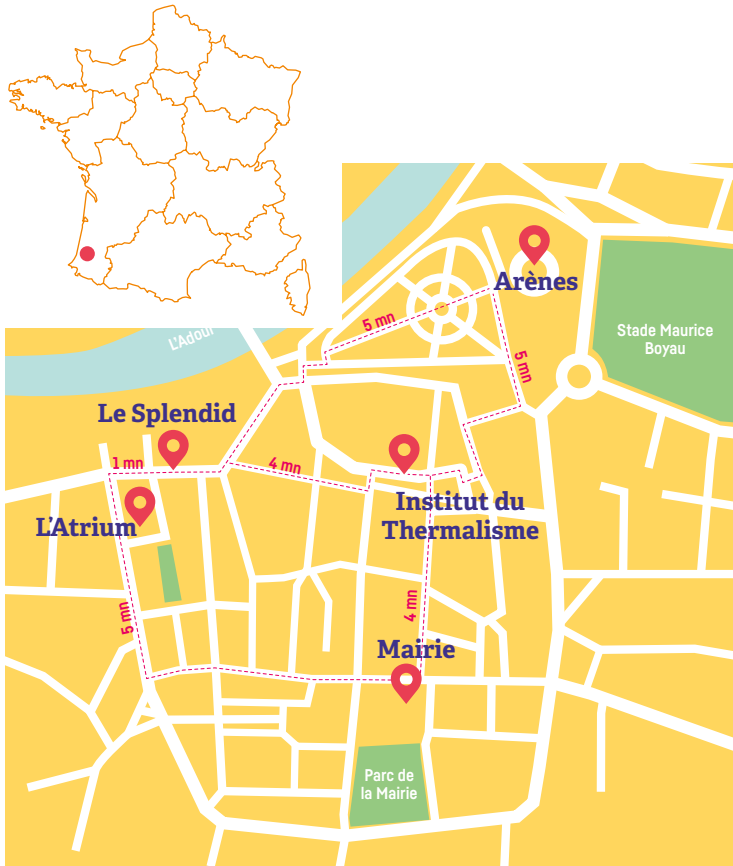 Arènes
5 mn
Stade Maurice
Boyau
L'Adour
5 mn
Le Splendid
1 mn
4 mn
L'Atrium
Institut du
Thermalisme
5 mn
4 mn
Mairie
Parc de
la Mairie